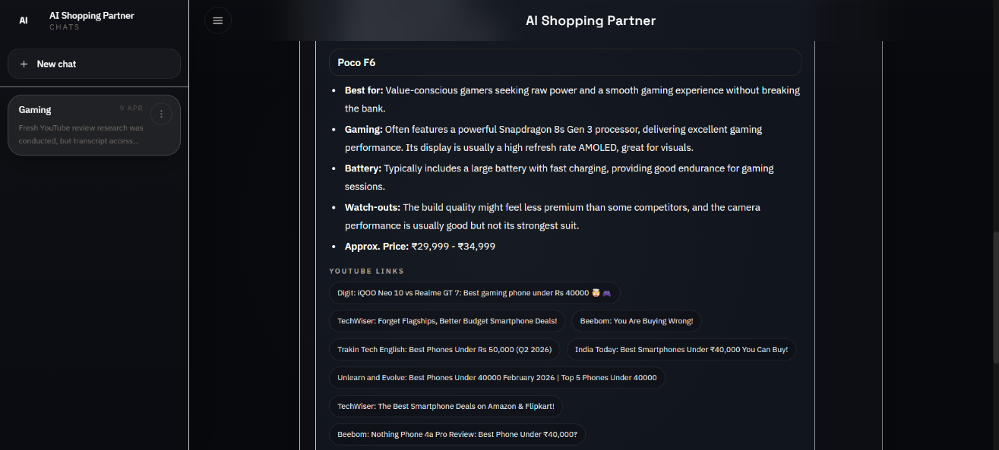 AI
AI Shopping Partner
CHATS
+ New chat
Gaming
9 APR
Fresh YouTube review research was
conducted, but transcript access...
AI Shopping Partner
Poco F6
• Best for: Value-conscious gamers seeking raw power and a smooth gaming experience without breaking
the bank.
• Gaming: Often features a powerful Snapdragon 8s Gen 3 processor, delivering excellent gaming
performance. Its display is usually a high refresh rate AMOLED, great for visuals.
• Battery: Typically includes a large battery with fast charging, providing good endurance for gaming
sessions.
• Watch-outs: The build quality might feel less premium than some competitors, and the camera
performance is usually good but not its strongest suit.
• Approx. Price: ₹29,999 - ₹34,999
YOUTUBE LINKS
Digit: iQOO Neo 10 vs Realme GT 7: Best gaming phone under Rs 40000 🤯 🎮
TechWiser: Forget Flagships, Better Budget Smartphone Deals!
Beebom: You Are Buying Wrong!
Trakin Tech English: Best Phones Under Rs 50,000 (Q2 2026)
India Today: Best Smartphones Under ₹40,000 You Can Buy!
Unlearn and Evolve: Best Phones Under 40000 February 2026 | Top 5 Phones Under 40000
TechWiser: The Best Smartphone Deals on Amazon & Flipkart!
Beebom: Nothing Phone 4a Pro Review: Best Phone Under ₹40,000?